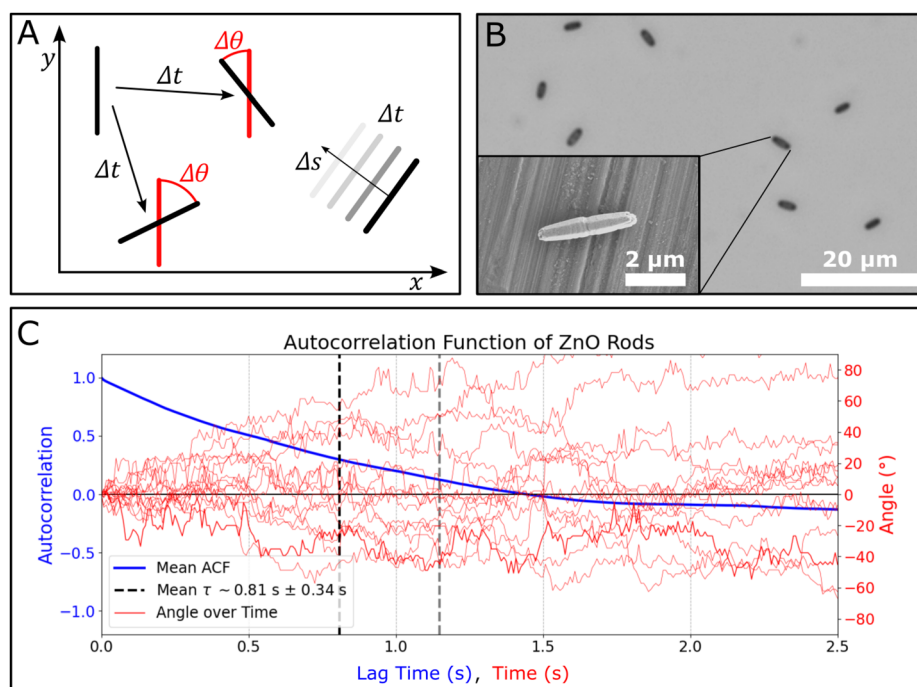 A
y
Δθ
Δt
Δt
Δs
Δt
Δθ
x
B
2 μm
20 μm
C
Autocorrelation Function of ZnO Rods
Autocorrelation
1.0
0.5
0.0
−0.5
−1.0
Mean ACF
Mean τ ~ 0.81 s ± 0.34 s
Angle over Time
80
60
40
20
0
−20
−40
−60
−80
Angle (°)
0.0 0.5 1.0 1.5 2.0 2.5
Lag Time (s), Time (s)